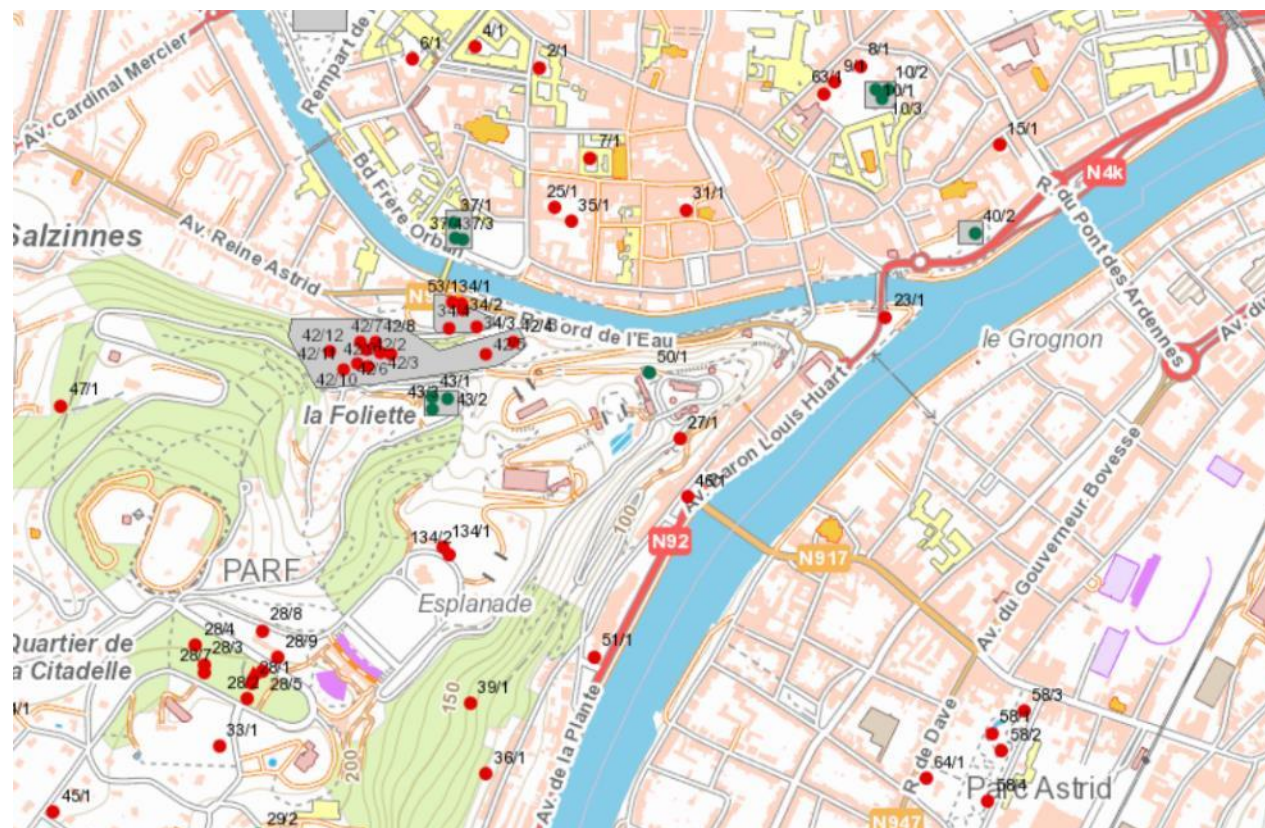 6/1
4/1
2/1
8/1
9/1
63/1
10/2
10/1
10/3
Rempart de
Av. Cardinal Mercier
7/1
15/1
N4k
25/1
35/1
31/1
37/1
37/3
Bd Frère Orban
40/2
R. du Pont des Ardennes
Salzinnes
Av. Reine Astrid
53/1
34/1
34/2
34/3
42/4
R. Bord de l'Eau
23/1
le Grognon
42/12
42/7
42/8
42/2
42/3
42/11
42/10
42/6
50/1
47/1
43/1
43/2
la Foliette
27/1
Av. Baron Louis Huart
Av. du Gouverneur Bovesse
100
N92
N917
134/2
134/1
PARF
Esplanade
28/8
28/4
28/3
28/9
28/7
28/1
28/5
Quartier de
a Citadelle
51/1
39/1
150
33/1
200
36/1
Av. de la Plante
45/1
29/2
4/1
58/3
58/1
58/2
58/4
64/1
R. de Dave
Parc Astrid
N947
Av. du